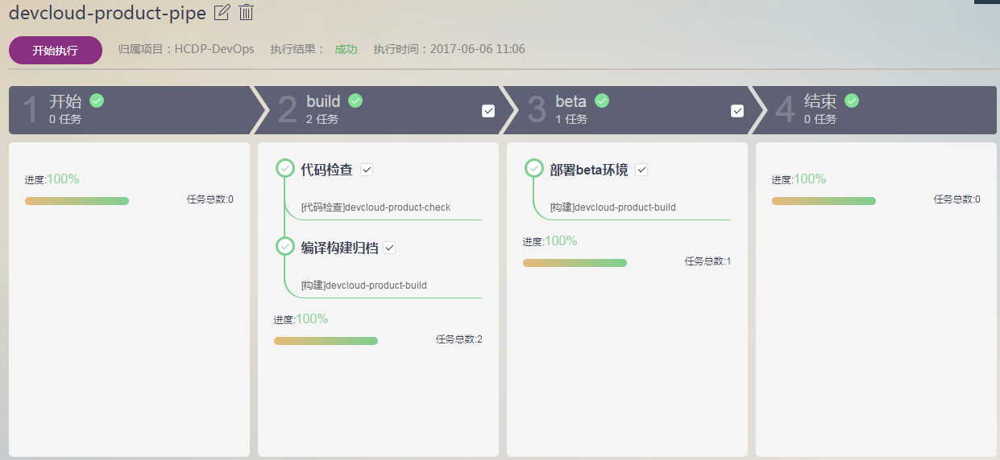 devcloud-product-pipe
开始执行 归属项目：HCDP-DevOps 执行结果： 成功 执行时间：2017-06-06 11:06
1 开始
0 任务
2 build
2 任务
3 beta
1 任务
4 结束
0 任务
进度:100%
任务总数:0
代码检查
[代码检查]devcloud-product-check
编译构建归档
[构建]devcloud-product-build
进度:100%
任务总数:2
部署beta环境
[构建]devcloud-product-build
进度:100%
任务总数:1
进度:100%
任务总数:0